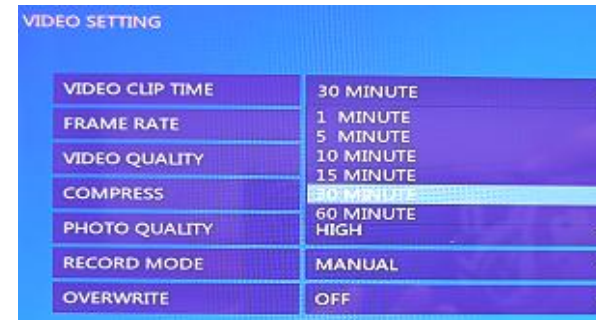 VIDEO SETTING
VIDEO CLIP TIME 30 MINUTE
FRAME RATE 1 MINUTE
5 MINUTE
VIDEO QUALITY 10 MINUTE
15 MINUTE
COMPRESS 30 MINUTE
60 MINUTE
PHOTO QUALITY HIGH
RECORD MODE MANUAL
OVERWRITE OFF